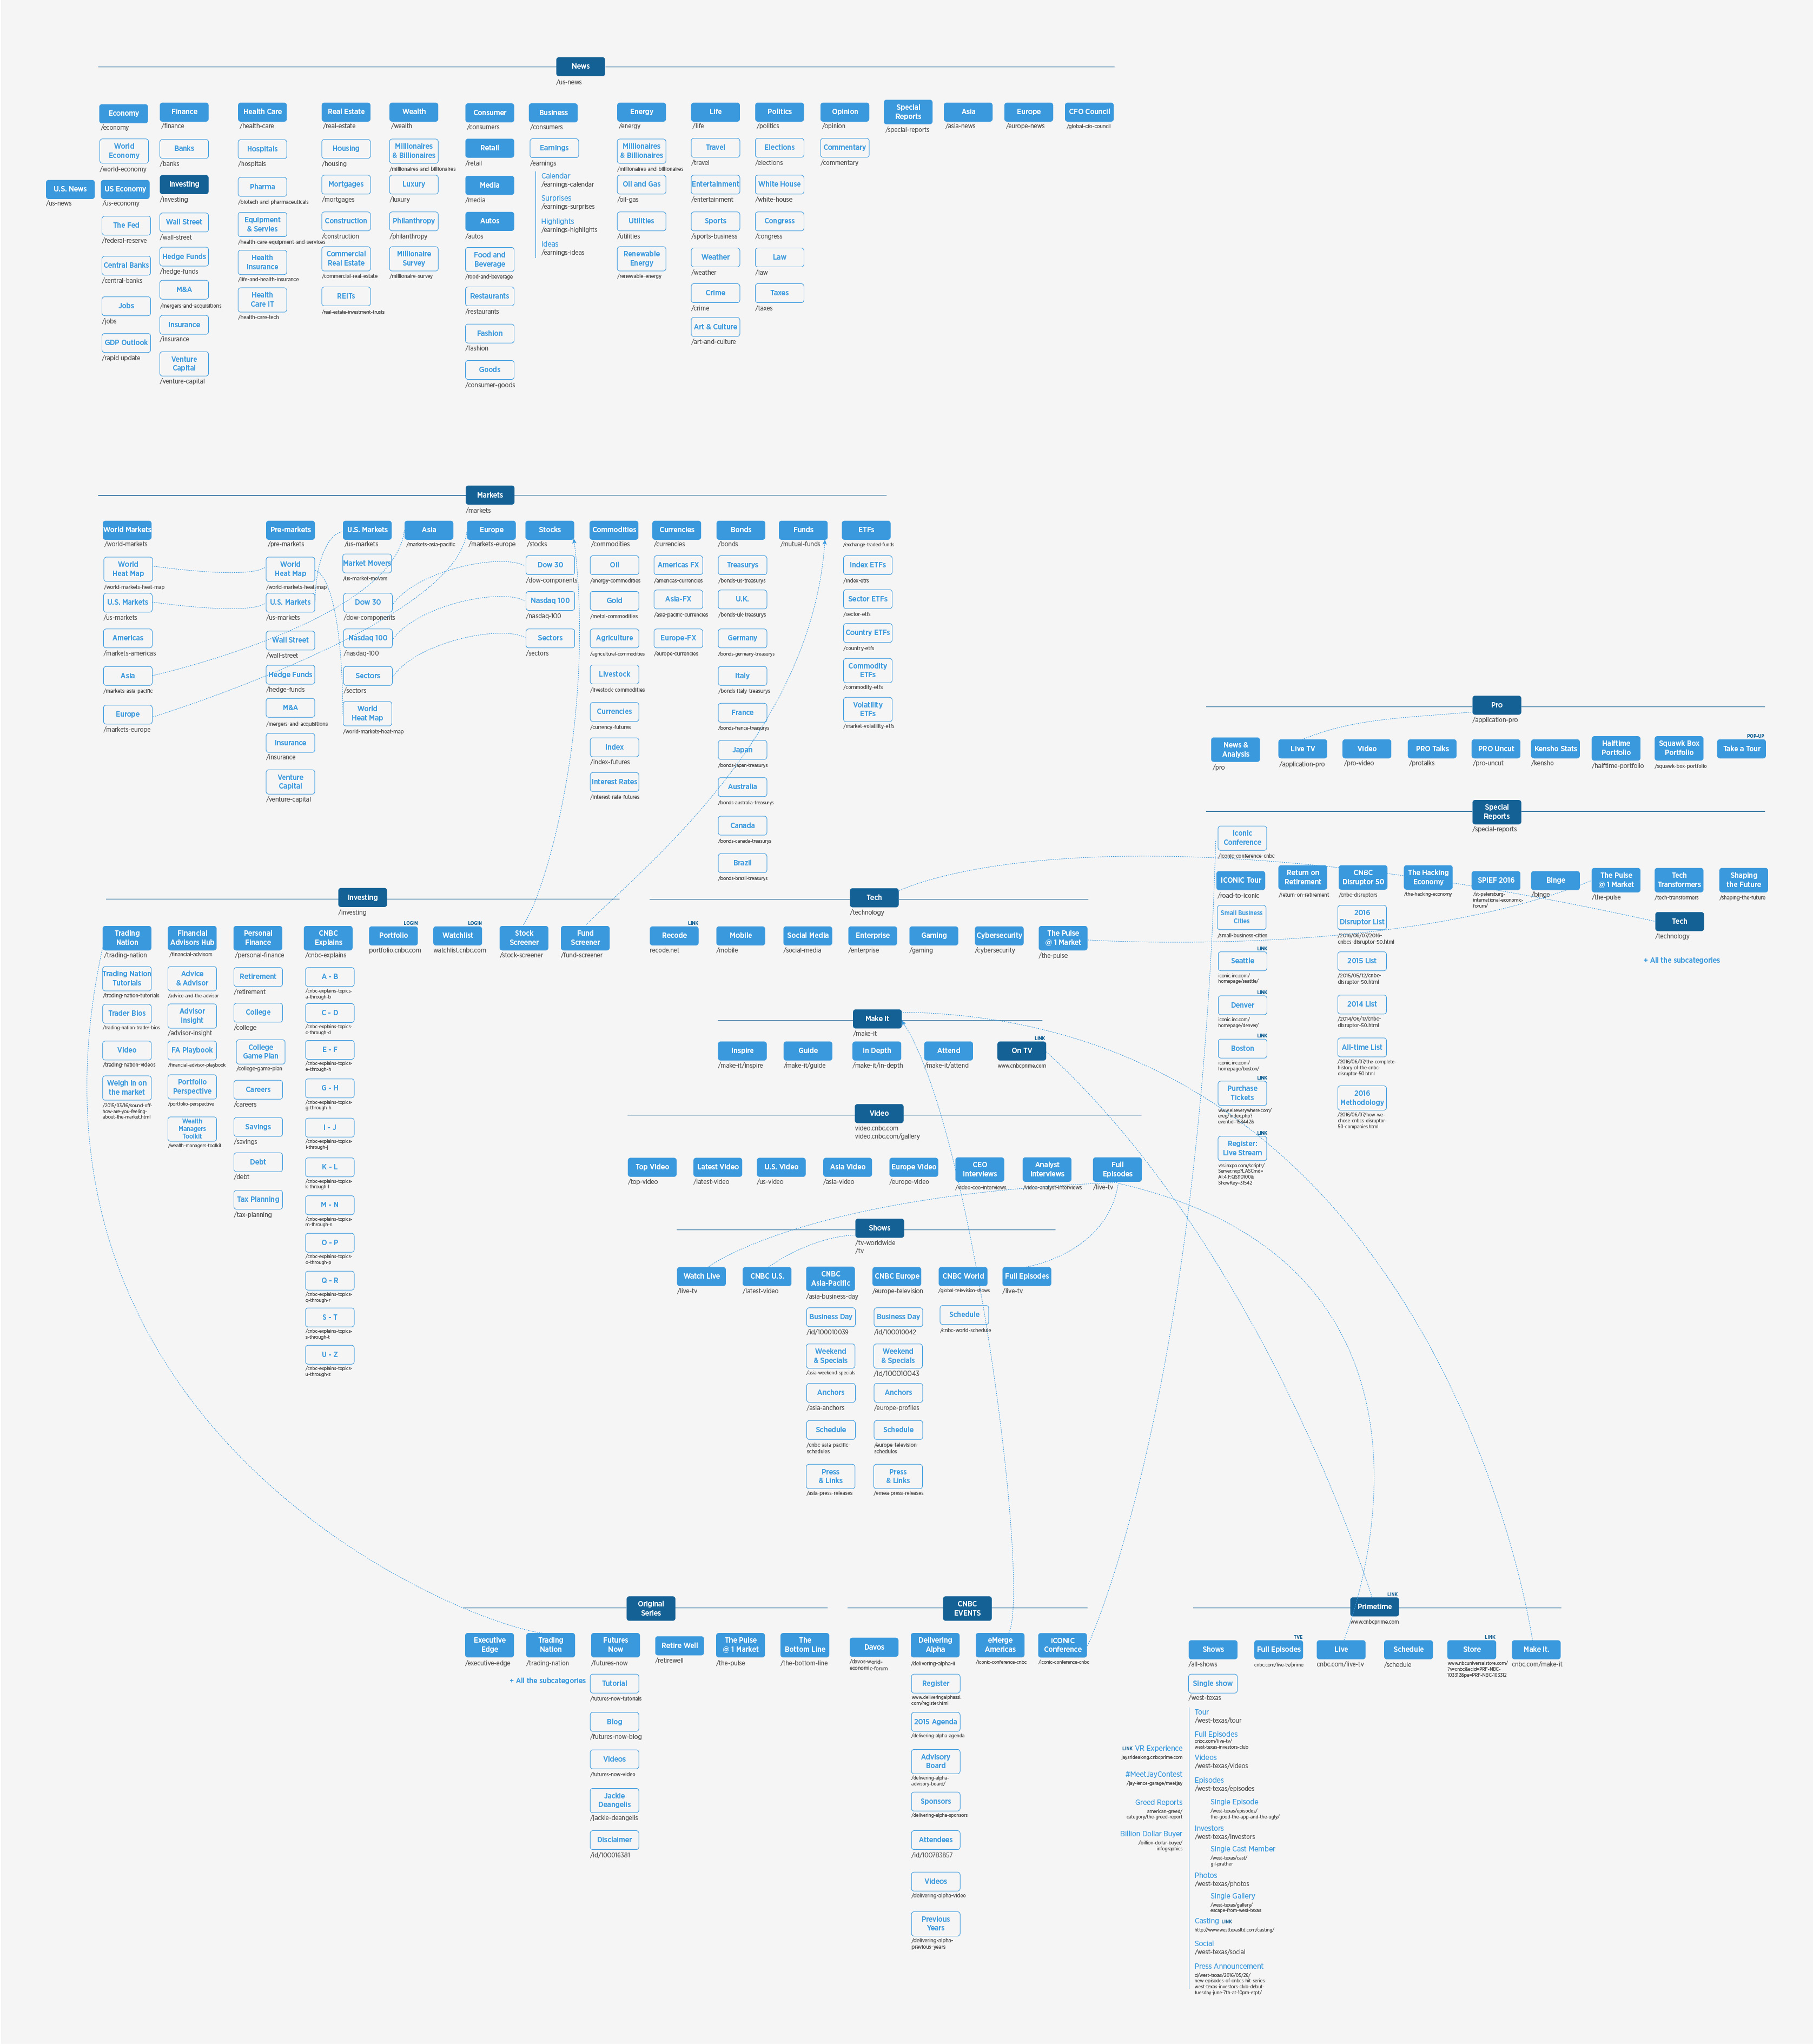 News
/us-news
Economy
/economy
World
Economy
/world-economy
U.S. News
/us-news
US Economy
/us-economy
The Fed
/federal-reserve
Central Banks
/central-banks
Jobs
/jobs
GDP Outlook
/rapid update
Finance
/finance
Banks
/banks
Investing
/investing
Wall Street
/wall-street
Hedge Funds
/hedge-funds
M&A
/mergers-and-acquisitions
Insurance
/insurance
Venture
Capital
/venture-capital
Health Care
/health-care
Hospitals
/hospitals
Pharma
/biotech-and-pharmaceuticals
Equipment
& Servies
/health-care-equipment-and-services
Health
Insurance
/life-and-health-insurance
Health
Care IT
/health-care-tech
Real Estate
/real-estate
Housing
/housing
Mortgages
/mortgages
Construction
/construction
Commercial
Real Estate
/commercial-real-estate
REITs
/real-estate-investment-trusts
Wealth
/wealth
Millionaires
& Billionaires
/millionaires-and-billionaires
Luxury
/luxury
Philanthropy
/philanthropy
Millionaire
Survey
/millionaire-survey
Consumer
/consumers
Retail
/retail
Media
/media
Autos
/autos
Food and
Beverage
/food-and-beverage
Restaurants
/restaurants
Fashion
/fashion
Goods
/consumer-goods
Business
/consumers
Earnings
/earnings
Calendar
/earnings-calendar
Surprises
/earnings-surprises
Highlights
/earnings-highlights
Ideas
/earnings-ideas
Energy
/energy
Millionaires
& Billionaires
/millionaires-and-billionaires
Oil and Gas
/oil-gas
Utilities
/utilities
Renewable
Energy
/renewable-energy
Life
/life
Travel
/travel
Entertainment
/entertainment
Sports
/sports-business
Weather
/weather
Crime
/crime
Art & Culture
/art-and-culture
Politics
/politics
Elections
/elections
White House
/white-house
Congress
/congress
Law
/law
Taxes
/taxes
Opinion
/opinion
Commentary
/commentary
Special
Reports
/special-reports
Asia
/asia-news
Europe
/europe-news
CFO Council
/global-cfo-council
Markets
/markets
World Markets
/world-markets
World
Heat Map
/world-markets-heat-map
U.S. Markets
/us-markets
Americas
/markets-americas
Asia
/markets-asia-pacific
Europe
/markets-europe
Pre-markets
/pre-markets
World
Heat Map
/world-markets-heat-map
U.S. Markets
/us-markets
Wall Street
/wall-street
Hedge Funds
/hedge-funds
M&A
/mergers-and-acquisitions
Insurance
/insurance
Venture
Capital
/venture-capital
U.S. Markets
/us-markets
Market Movers
/us-market-movers
Dow 30
/dow-components
Nasdaq 100
/nasdaq-100
Sectors
/sectors
World
Heat Map
/world-markets-heat-map
Asia
/markets-asia-pacific
Europe
/markets-europe
Stocks
/stocks
Dow 30
/dow-components
Nasdaq 100
/nasdaq-100
Sectors
/sectors
Commodities
/commodities
Oil
/energy-commodities
Gold
/metal-commodities
Agriculture
/agricultural-commodities
Livestock
/livestock-commodities
Currencies
/currency-futures
Index
/index-futures
Interest Rates
/interest-rate-futures
Currencies
/currencies
Americas FX
/americas-currencies
Asia-FX
/asia-pacific-currencies
Europe-FX
/europe-currencies
Bonds
/bonds
Treasurys
/bonds-us-treasurys
U.K.
/bonds-uk-treasurys
Germany
/bonds-germany-treasurys
Italy
/bonds-italy-treasurys
France
/bonds-france-treasurys
Japan
/bonds-japan-treasurys
Australia
/bonds-australia-treasurys
Canada
/bonds-canada-treasurys
Brazil
/bonds-brazil-treasurys
Funds
/mutual-funds
ETFs
/exchange-traded-funds
Index ETFs
/index-etfs
Sector ETFs
/sector-etfs
Country ETFs
/country-etfs
Commodity
ETFs
/commodity-etfs
Volatility
ETFs
/market-volatility-etfs
Pro
/application-pro
News &
Analysis
/pro
Live TV
/application-pro
Video
/pro-video
PRO Talks
/protalks
PRO Uncut
/pro-uncut
Kensho Stats
/kensho
Halftime
Portfolio
/halftime-portfolio
Squawk Box
Portfolio
/squawk-box-portfolio
POP-UP
Take a Tour
Special
Reports
/special-reports
Iconic
Conference
/iconic-conference-cnbc
ICONIC Tour
/road-to-iconic
Small Business
Cities
/small-business-cities
LINK
Seattle
iconic.inc.com/
homepage/seattle/
LINK
Denver
iconic.inc.com/
homepage/denver/
LINK
Boston
iconic.inc.com/
homepage/boston/
LINK
Purchase
Tickets
www.eiseverywhere.com/
ereg/index.php?
LINK
Register:
Live Stream
vts.inxpo.com/scripts/
ShowKey=31542
Return on
Retirement
/return-on-retirement
CNBC
Disruptor 50
/cnbc-disruptors
2016
Disruptor List
/2016/06/07/2016-
cnbcs-disruptor-50.html
2015 List
/2015/05/12/cnbc-
disruptor-50.html
2014 List
/2014/06/17/cnbc-
disruptor-50.html
All-time List
/2016/06/07/the-complete-
history-of-the-cnbc-
disruptor-50.html
2016
Methodology
/2016/06/07/how-we-
chose-cnbcs-disruptor-
50-companies.html
The Hacking
Economy
/the-hacking-economy
SPIEF 2016
/st-petersburg-
international-economic-
forum/
Binge
/binge
The Pulse
@ 1 Market
/the-pulse
Tech
Transformers
/tech-transformers
Tech
/technology
+ All the subcategories
Shaping
the Future
/shaping-the-future
Investing
/investing
Trading
Nation
/trading-nation
Trading Nation
Tutorials
/trading-nation-tutorials
Trader Bios
/trading-nation-trader-bios
Video
/trading-nation-videos
Weigh in on
the market
/2015/03/16/sound-off-
how-are-you-feeling-
about-the-market.html
Financial
Advisors Hub
/financial-advisors
Advice
& Advisor
/advice-and-the-advisor
Advisor
Insight
/advisor-insight
FA Playbook
/financial-advisor-playbook
Portfolio
Perspective
/portfolio-perspective
Wealth
Managers
Toolkit
/wealth-managers-toolkit
Personal
Finance
/personal-finance
Retirement
/retirement
College
/college
College
Game Plan
/college-game-plan
Careers
/careers
Savings
/savings
Debt
/debt
Tax Planning
/tax-planning
CNBC
Explains
/cnbc-explains
A - B
/cnbc-explains-topics-
a-through-b
C - D
/cnbc-explains-topics-
c-through-d
E - F
/cnbc-explains-topics-
e-through-h
G - H
/cnbc-explains-topics-
g-through-h
I - J
/cnbc-explains-topics-
i-through-j
K - L
/cnbc-explains-topics-
k-through-l
M - N
/cnbc-explains-topics-
m-through-n
O - P
/cnbc-explains-topics-
o-through-p
Q - R
/cnbc-explains-topics-
q-through-r
S - T
/cnbc-explains-topics-
s-through-t
U - Z
/cnbc-explains-topics-
u-through-z
LOGIN
Portfolio
portfolio.cnbc.com
LOGIN
Watchlist
watchlist.cnbc.com
Stock
Screener
/stock-screener
Fund
Screener
/fund-screener
Tech
/technology
LINK
Recode
recode.net
Mobile
/mobile
Social Media
/social-media
Enterprise
/enterprise
Gaming
/gaming
Cybersecurity
/cybersecurity
The Pulse
@ 1 Market
/the-pulse
Make It
/make-it
Inspire
/make-it/inspire
Guide
/make-it/guide
In Depth
/make-it/in-depth
Attend
/make-it/attend
LINK
On TV
www.cnbcprime.com
Video
video.cnbc.com
video.cnbc.com/gallery
Top Video
/top-video
Latest Video
/latest-video
U.S. Video
/us-video
Asia Video
/asia-video
Europe Video
/europe-video
CEO
Interviews
/video-ceo-interviews
Analyst
Interviews
/video-analyst-interviews
Full
Episodes
/live-tv
Shows
/tv-worldwide
/tv
Watch Live
/live-tv
CNBC U.S.
/latest-video
CNBC
Asia-Pacific
/asia-business-day
Business Day
/id/100010039
Weekend
& Specials
/asia-weekend-specials
Anchors
/asia-anchors
Schedule
/cnbc-asia-pacific-
schedules
Press
& Links
/asia-press-releases
CNBC Europe
/europe-television
Business Day
/id/100010042
Weekend
& Specials
/id/100010043
Anchors
/europe-profiles
Schedule
/europe-television-
schedules
Press
& Links
/emea-press-releases
CNBC World
/global-television-shows
Schedule
/cnbc-world-schedule
Full Episodes
/live-tv
Original
Series
Executive
Edge
/executive-edge
Trading
Nation
/trading-nation
+ All the subcategories
Futures
Now
/futures-now
Tutorial
/futures-now-tutorials
Blog
/futures-now-blog
Videos
/futures-now-video
Jackie
Deangelis
/jackie-deangelis
Disclaimer
/id/100016381
Retire Well
/retirewell
The Pulse
@ 1 Market
/the-pulse
The
Bottom Line
/the-bottom-line
CNBC
EVENTS
Davos
/davos-world-
economic-forum
Delivering
Alpha
/delivering-alpha-ii
Register
www.deliveringalphassl.
com/register.html
2015 Agenda
/delivering-alpha-agenda
Advisory
Board
/delivering-alpha-
advisory-board/
Sponsors
/delivering-alpha-sponsors
Attendees
/id/100783857
Videos
/delivering-alpha-video
Previous
Years
/delivering-alpha-
previous-years
eMerge
Americas
/iconic-conference-cnbc
ICONIC
Conference
/iconic-conference-cnbc
LINK
Primetime
www.cnbcprime.com
Shows
/all-shows
Single show
/west-texas
Tour
/west-texas/tour
Full Episodes
cnbc.com/live-tv/
west-texas-investors-club
Videos
/west-texas/videos
Episodes
/west-texas/episodes
Single Episode
/west-texas/episodes/
the-good-the-app-and-the-ugly/
Investors
/west-texas/investors
Single Cast Member
/west-texas/cast/
gil-prather
Photos
/west-texas/photos
Single Gallery
/west-texas/gallery/
escape-from-west-texas
Casting LINK
http://www.westtexasltd.com/casting/
Social
/west-texas/social
Press Announcement
d/west-texas/2016/05/26/
new-episodes-of-cnbcs-hit-series-
west-texas-investors-club-debut-
tuesday-june-7th-at-10pm-etpt/
LINK VR Experience
jaysridealong.cnbcprime.com
#MeetJayContest
/jay-lenos-garage/meetjay
Greed Reports
american-greed/
category/the-greed-report
Billion Dollar Buyer
/billion-dollar-buyer/
infographics
TVE
Full Episodes
cnbc.com/live-tv/prime
Live
cnbc.com/live-tv
Schedule
/schedule
LINK
Store
www.nbcuniversalstore.com/
Make It.
cnbc.com/make-it